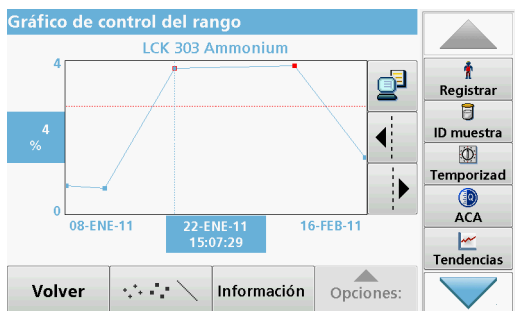 Gráfico de control del rango
LCK 303 Ammonium
4
4
%
0
08-ENE-11
22-ENE-11
15:07:29
16-FEB-11
Volver
Información
Opciones:
Registrar
ID muestra
Temporizad
ACA
Tendencias